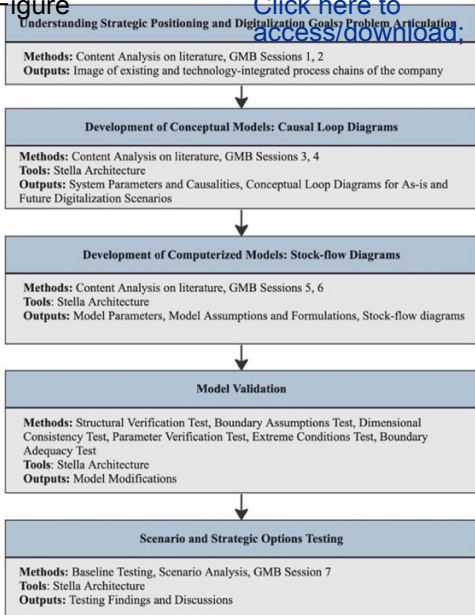 Figure
Click here to
access/download;
Understanding Strategic Positioning and Digitalization Goals: Problem Articulation
Methods: Content Analysis on literature, GMB Sessions 1, 2
Outputs: Image of existing and technology-integrated process chains of the company
Development of Conceptual Models: Causal Loop Diagrams
Methods: Content Analysis on literature, GMB Sessions 3, 4
Tools: Stella Architecture
Outputs: System Parameters and Causalities, Conceptual Loop Diagrams for As-is and
Future Digitalization Scenarios
Development of Computerized Models: Stock-flow Diagrams
Methods: Content Analysis on literature, GMB Sessions 5, 6
Tools: Stella Architecture
Outputs: Model Parameters, Model Assumptions and Formulations, Stock-flow diagrams
Model Validation
Methods: Structural Verification Test, Boundary Assumptions Test, Dimensional
Consistency Test, Parameter Verification Test, Extreme Conditions Test, Boundary
Adequacy Test
Tools: Stella Architecture
Outputs: Model Modifications
Scenario and Strategic Options Testing
Methods: Baseline Testing, Scenario Analysis, GMB Session 7
Tools: Stella Architecture
Outputs: Testing Findings and Discussions